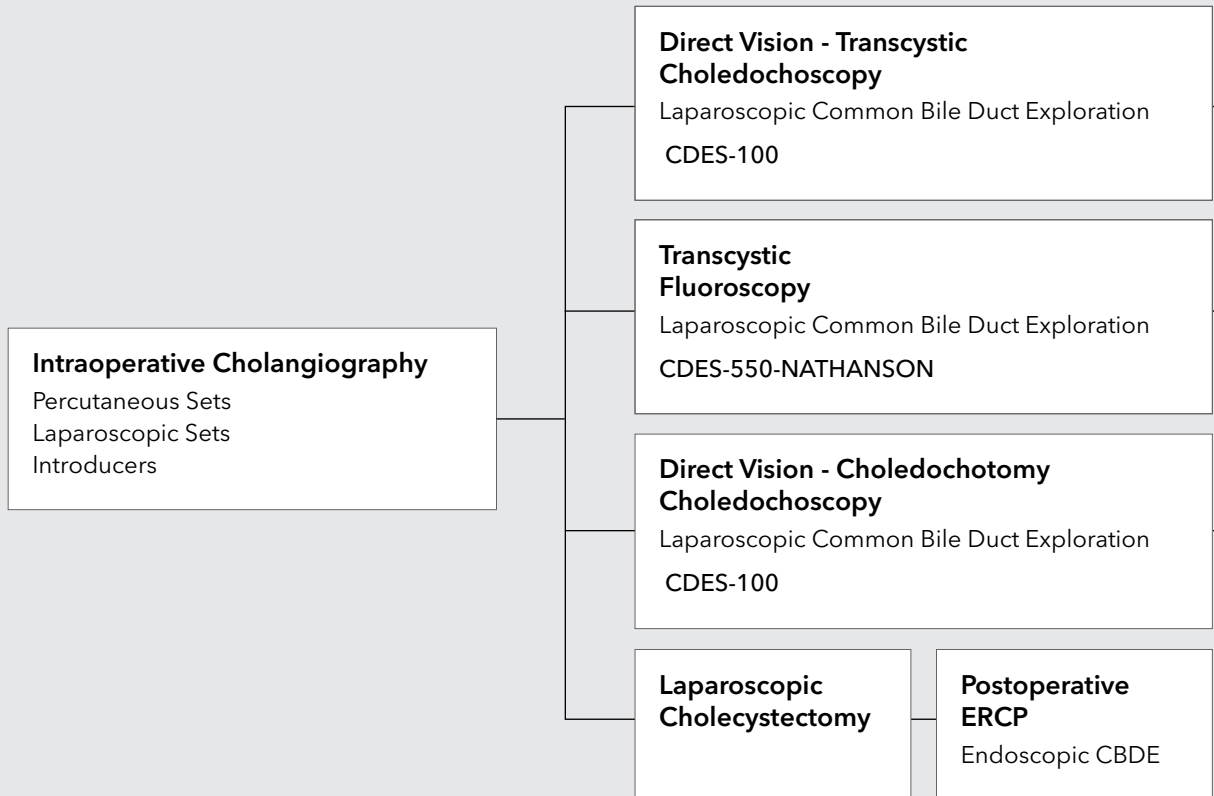 Intraoperative Cholangiography
Percutaneous Sets
Laparoscopic Sets
Introducers
Direct Vision - Transcystic
Choledochoscopy
Laparoscopic Common Bile Duct Exploration
CDES-100
Transcystic
Fluoroscopy
Laparoscopic Common Bile Duct Exploration
CDES-550-NATHANSON
Direct Vision - Choledochotomy
Choledochoscopy
Laparoscopic Common Bile Duct Exploration
CDES-100
Laparoscopic
Cholecystectomy
Postoperative
ERCP
Endoscopic CBDE